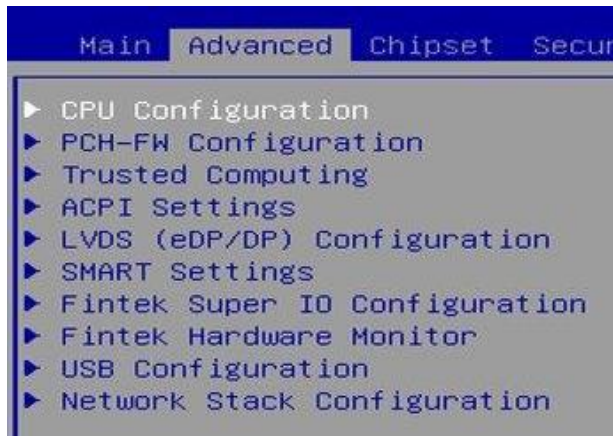 Main Advanced Chipset Secur
CPU Configuration
PCH-FW Configuration
Trusted Computing
ACPI Settings
LVDS (eDP/DP) Configuration
SMART Settings
Fintek Super IO Configuration
Fintek Hardware Monitor
USB Configuration
Network Stack Configuration